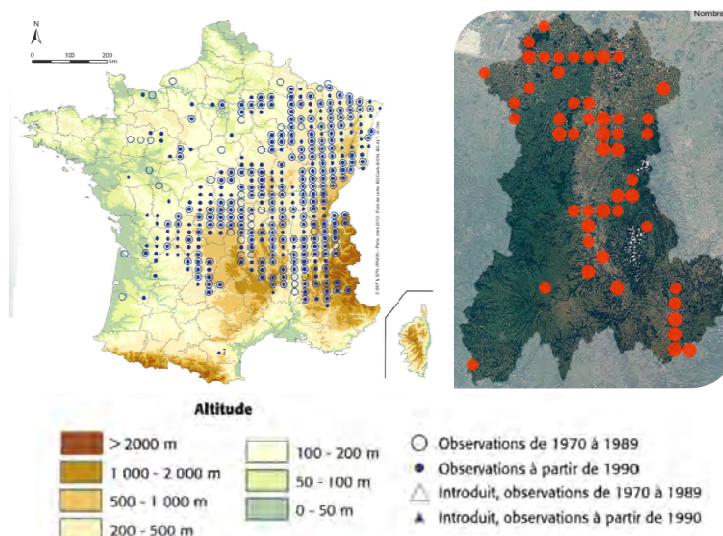 Nombre
N
0 100 200
km
Altitude
> 2000 m
1 000 - 2 000 m
500 - 1 000 m
200 - 500 m
100 - 200 m
50 - 100 m
0 - 50 m
Observations de 1970 à 1989
Observations à partir de 1990
Introduit, observations de 1970 à 1989
Introduit, observations à partir de 1990